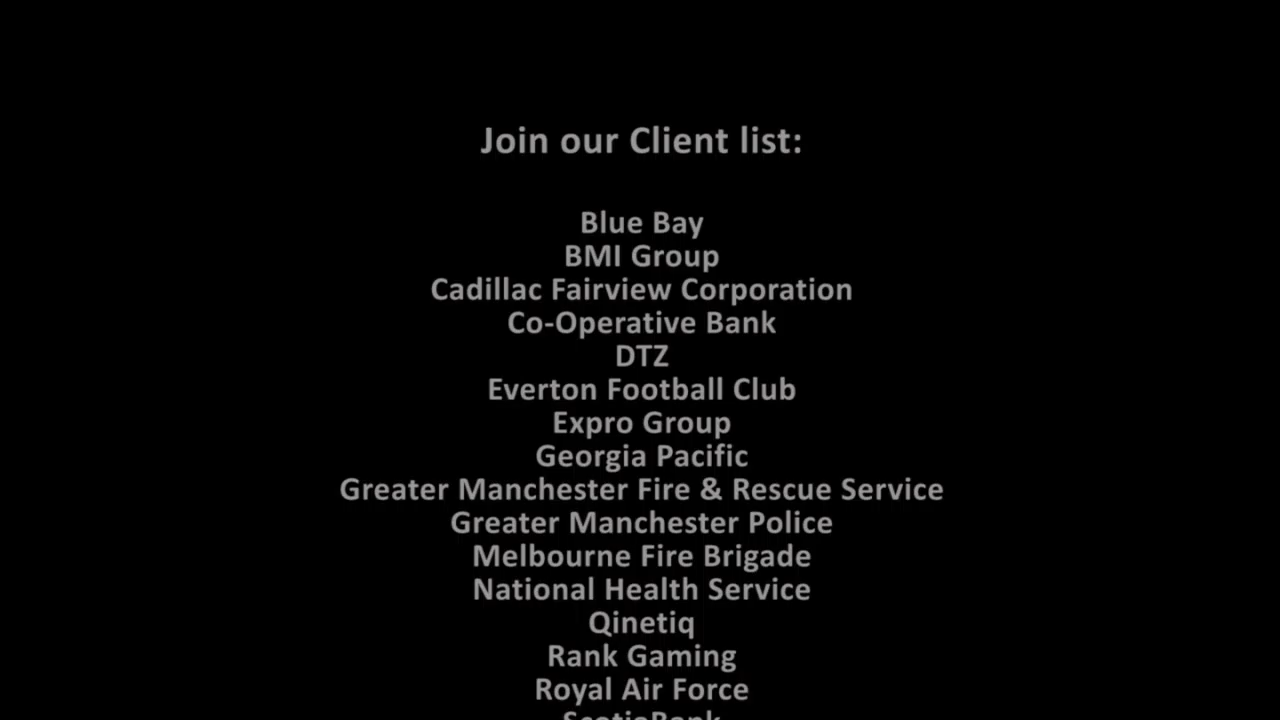 Join our Client list:
Blue Bay
BMI Group
Cadillac Fairview Corporation
Co-Operative Bank
DTZ
Everton Football Club
Expro Group
Georgia Pacific
Greater Manchester Fire & Rescue Service
Greater Manchester Police
Melbourne Fire Brigade
National Health Service
Qinetiq
Rank Gaming
Royal Air Force
ScotiaBank